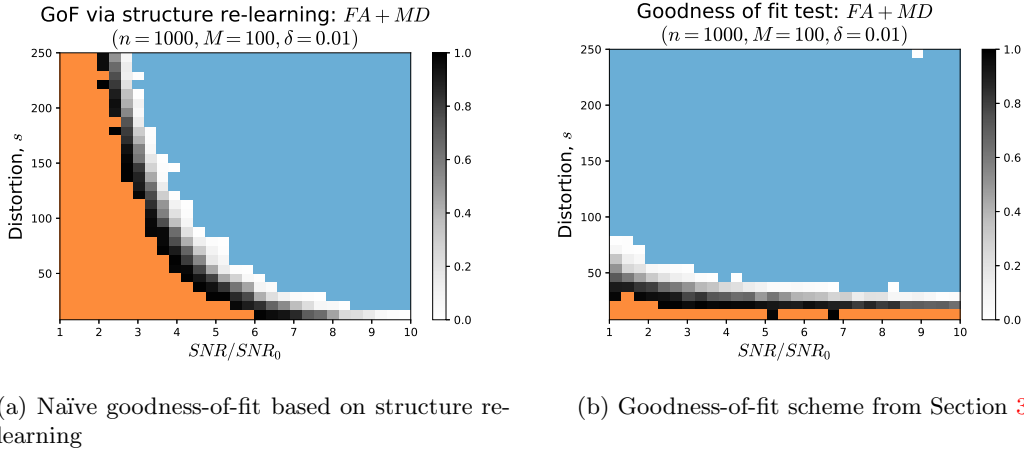 GoF via structure re-learning: FA + MD
(n = 1000, M = 100, δ = 0.01)
250
200
150
100
50
Distortion, s
1 2 3 4 5 6 7 8 9 10
SNR/SNR₀
1.0
0.8
0.6
0.4
0.2
0.0
Goodness of fit test: FA + MD
(n = 1000, M = 100, δ = 0.01)
250
200
150
100
50
Distortion, s
1 2 3 4 5 6 7 8 9 10
SNR/SNR₀
1.0
0.8
0.6
0.4
0.2
0.0
(a) Naïve goodness-of-fit based on structure re-
learning
(b) Goodness-of-fit scheme from Section 3